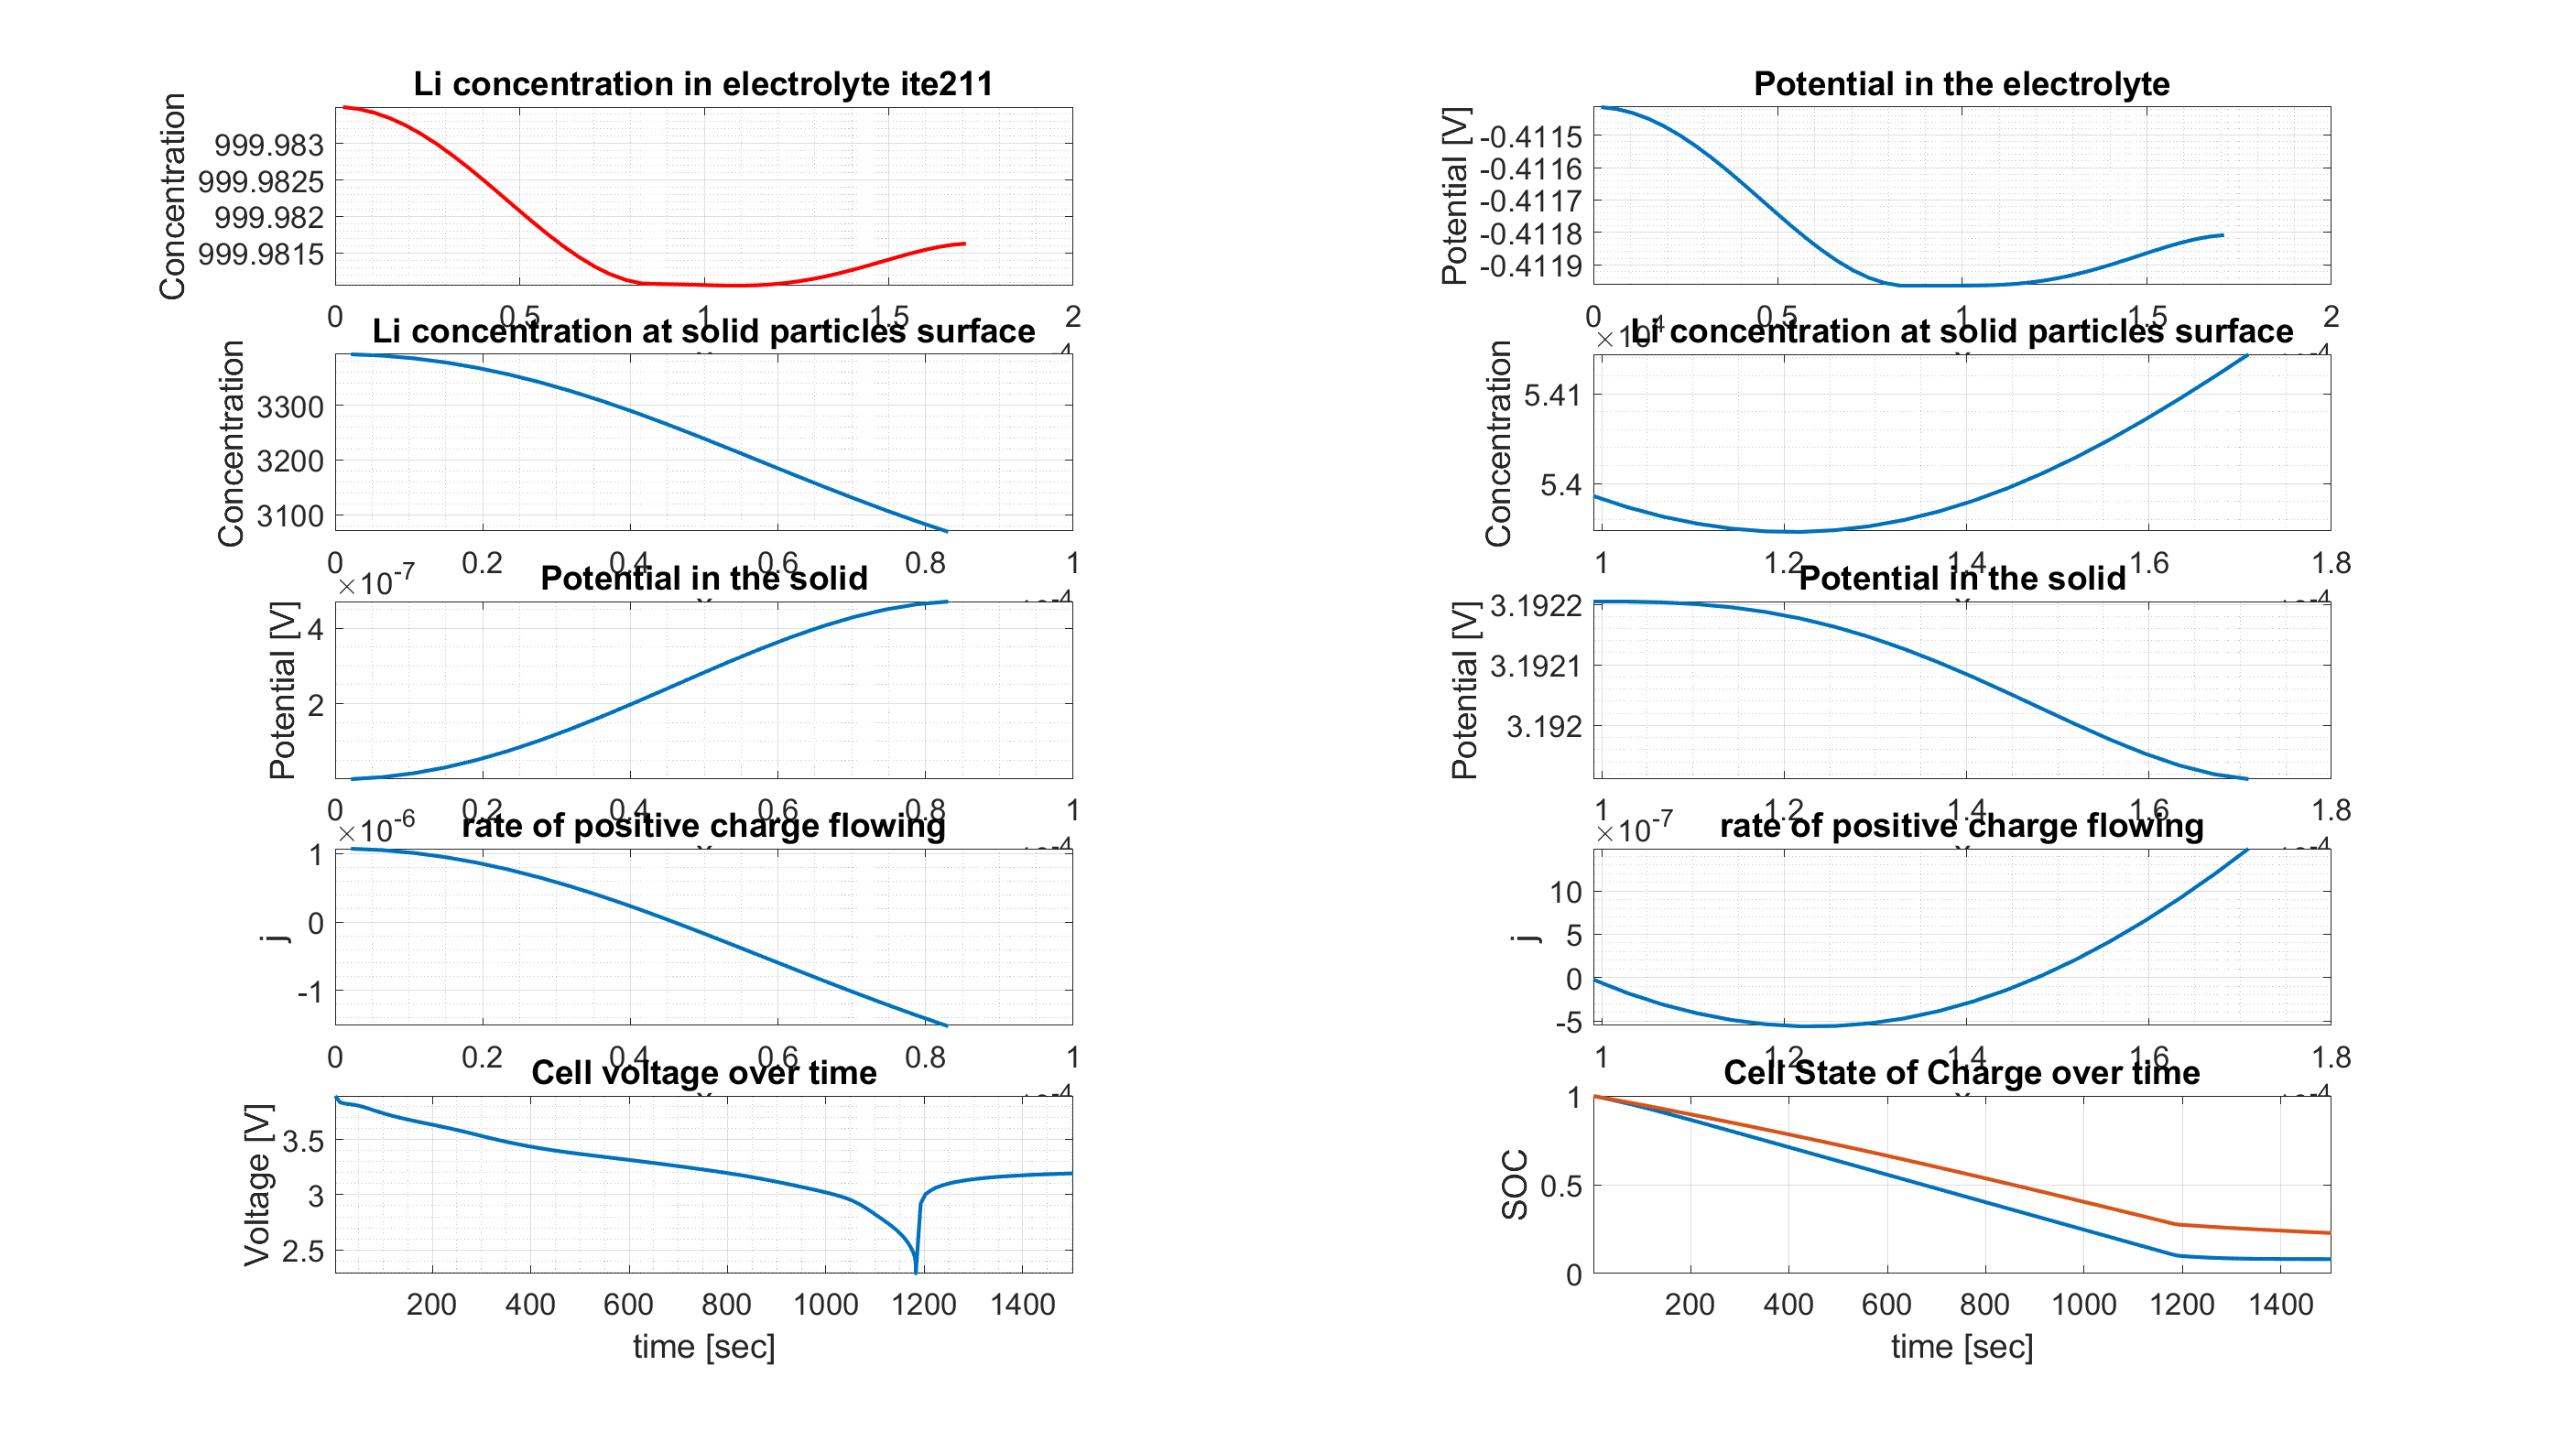 Li concentration in electrolyte ite211
Concentration
999.983
999.9825
999.982
999.9815
0 0.5 1 1.5 2
Potential in the electrolyte
Potential [V]
-0.4115
-0.4116
-0.4117
-0.4118
-0.4119
0 0.5 1 1.5 2
Li concentration at solid particles surface
Concentration
3300
3200
3100
0 0.2 0.4 0.6 0.8 1
Li concentration at solid particles surface
×10^4
Concentration
5.41
5.4
1 1.2 1.4 1.6 1.8
Potential in the solid
×10^-7
Potential [V]
4
2
0 0.2 0.4 0.6 0.8 1
Potential in the solid
Potential [V]
3.1922
3.1921
3.192
1 1.2 1.4 1.6 1.8
rate of positive charge flowing
×10^-6
j
1
0
-1
0 0.2 0.4 0.6 0.8 1
rate of positive charge flowing
×10^-7
j
10
5
0
-5
1 1.2 1.4 1.6 1.8
Cell voltage over time
Voltage [V]
3.5
3
2.5
200 400 600 800 1000 1200 1400
time [sec]
Cell State of Charge over time
SOC
1
0.5
0
200 400 600 800 1000 1200 1400
time [sec]